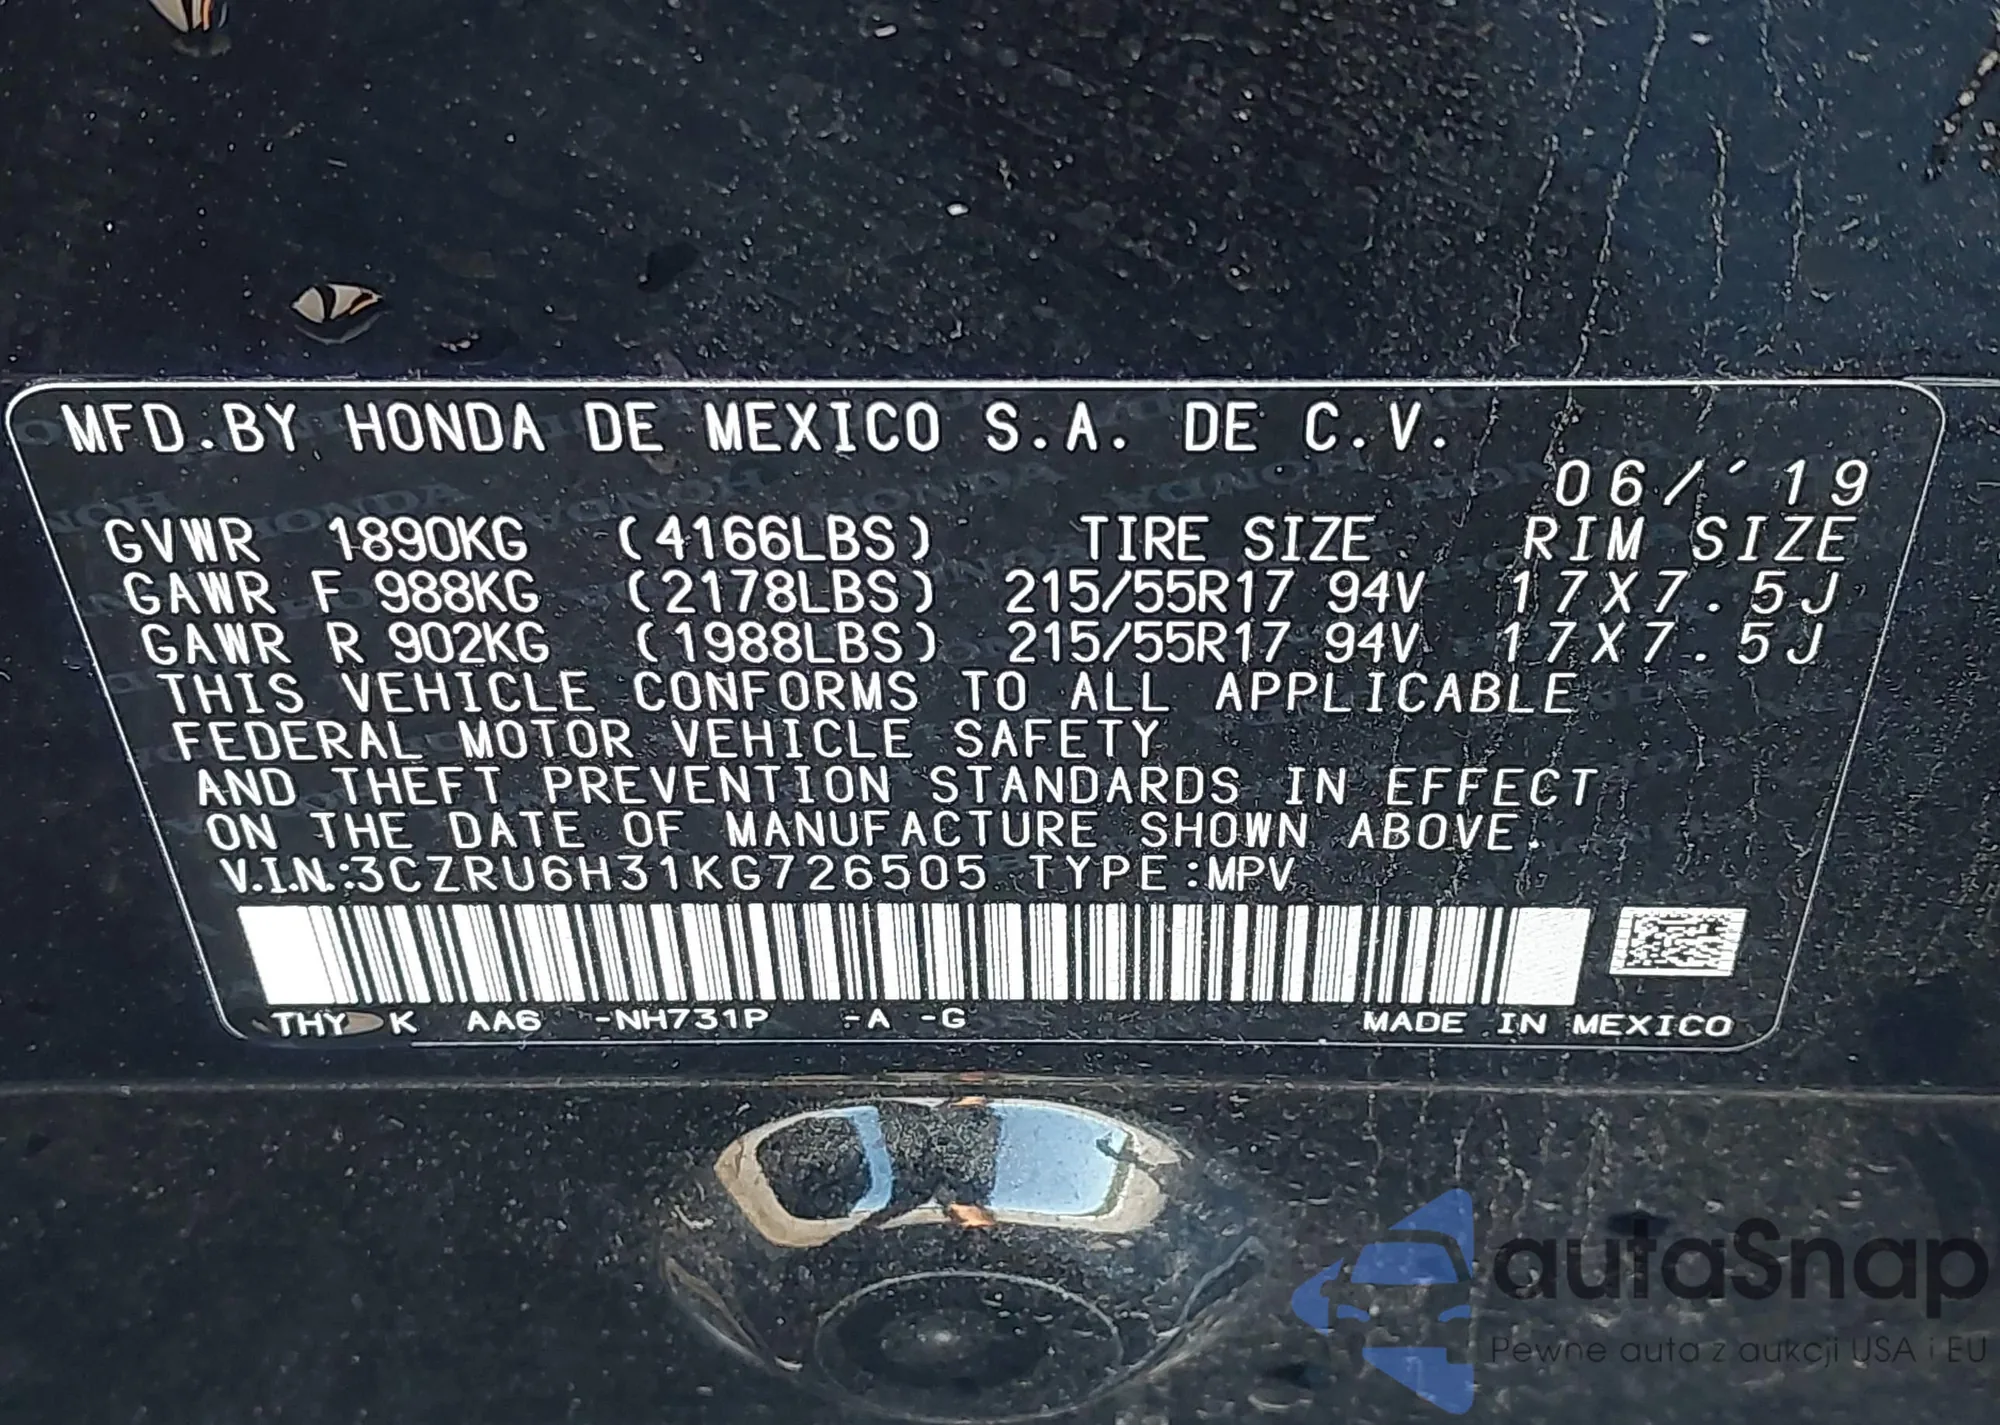 MFD.BY HONDA DE MEXICO S.A. DE C.V.
06/´19
GVWR 1890KG (4166LBS) TIRE SIZE RIM SIZE
GAWR F 988KG (2178LBS) 215/55R17 94V 17X7.5J
GAWR R 902KG (1988LBS) 215/55R17 94V 17X7.5J
THIS VEHICLE CONFORMS TO ALL APPLICABLE
FEDERAL MOTOR VEHICLE SAFETY
AND THEFT PREVENTION STANDARDS IN EFFECT
ON THE DATE OF MANUFACTURE SHOWN ABOVE.
V.I.N.:3CZRU6H31KG726505 TYPE:MPV
THY K AA6 -NH731P -A -G MADE IN MEXICO
autaSnap
Pewne auta z aukcji USA i EU